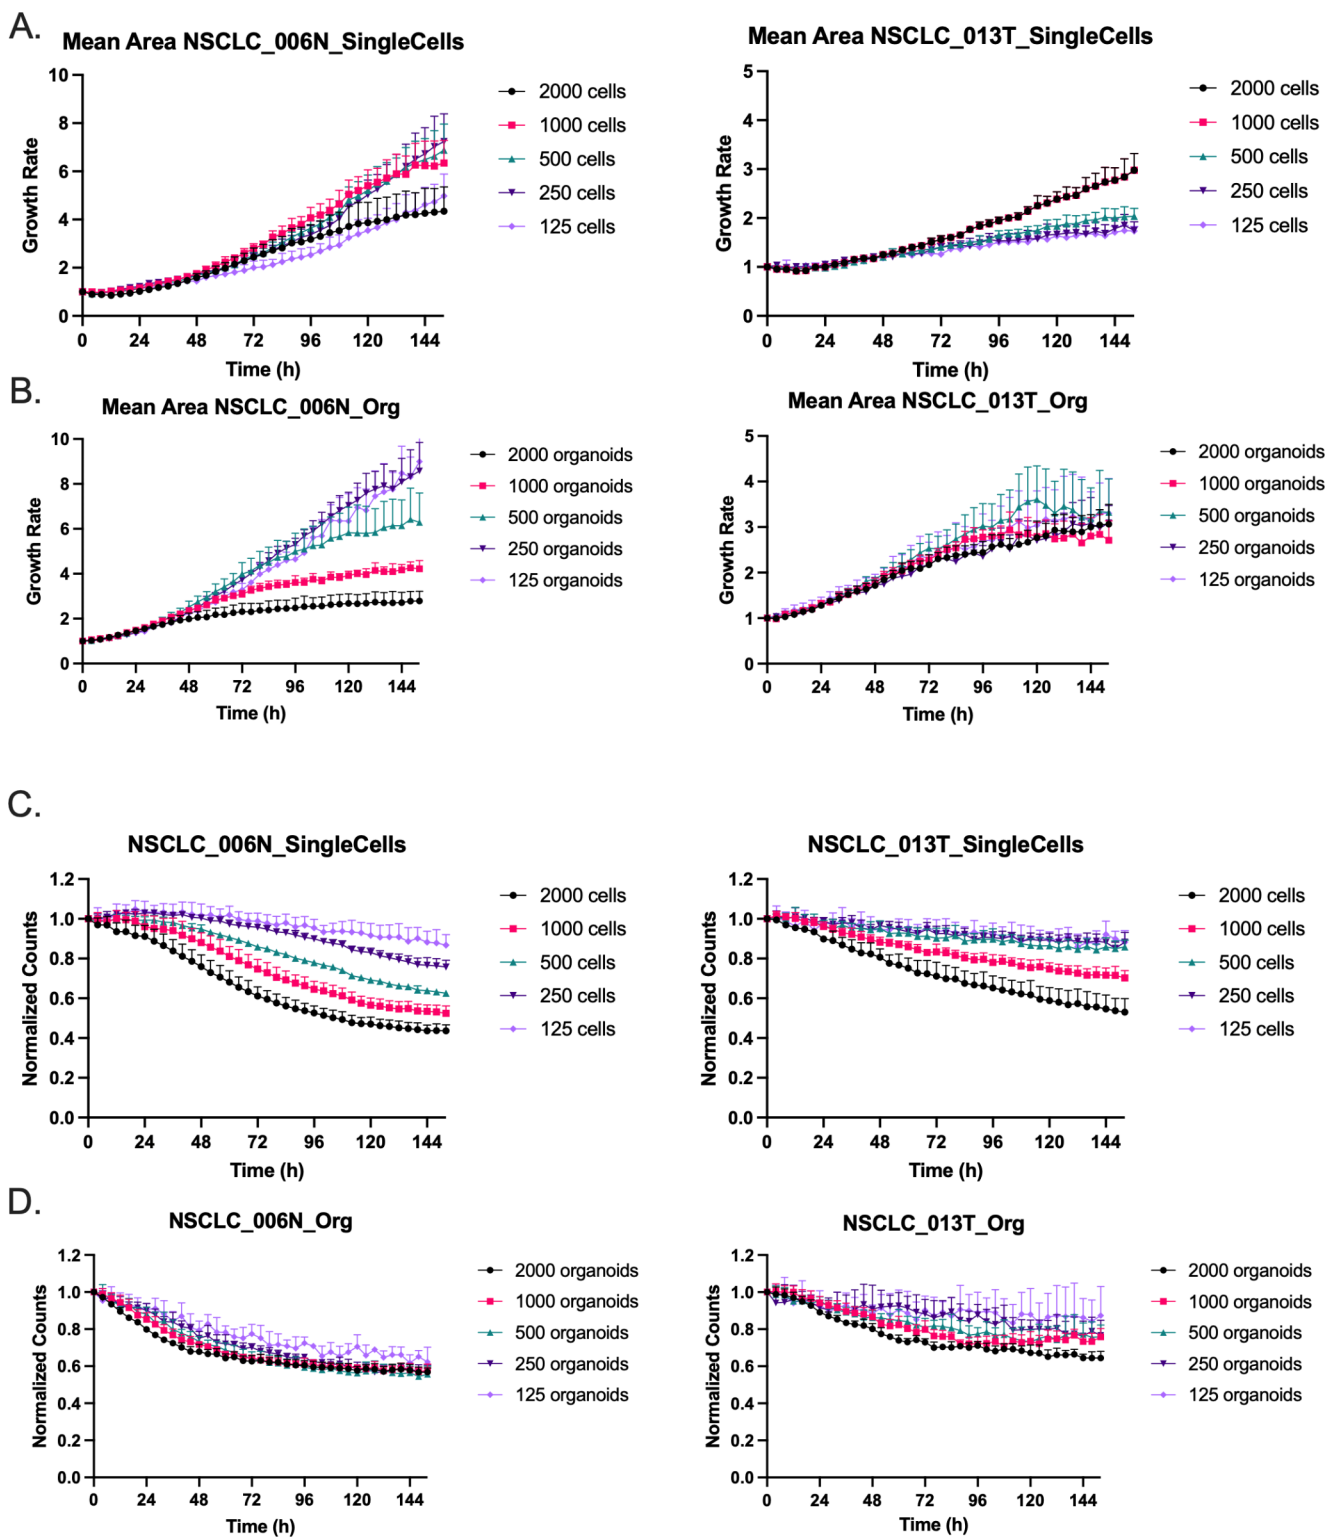 A.
Mean Area NSCLC_006N_SingleCells
Growth Rate
10
8
6
4
2
0
0 24 48 72 96 120 144
Time (h)
2000 cells
1000 cells
500 cells
250 cells
125 cells
Mean Area NSCLC_013T_SingleCells
Growth Rate
5
4
3
2
1
0
0 24 48 72 96 120 144
Time (h)
2000 cells
1000 cells
500 cells
250 cells
125 cells
B.
Mean Area NSCLC_006N_Org
Growth Rate
10
8
6
4
2
0
0 24 48 72 96 120 144
Time (h)
2000 organoids
1000 organoids
500 organoids
250 organoids
125 organoids
Mean Area NSCLC_013T_Org
Growth Rate
5
4
3
2
1
0
0 24 48 72 96 120 144
Time (h)
2000 organoids
1000 organoids
500 organoids
250 organoids
125 organoids
C.
NSCLC_006N_SingleCells
Normalized Counts
1.2
1.0
0.8
0.6
0.4
0.2
0.0
0 24 48 72 96 120 144
Time (h)
2000 cells
1000 cells
500 cells
250 cells
125 cells
NSCLC_013T_SingleCells
Normalized Counts
1.2
1.0
0.8
0.6
0.4
0.2
0.0
0 24 48 72 96 120 144
Time (h)
2000 cells
1000 cells
500 cells
250 cells
125 cells
D.
NSCLC_006N_Org
Normalized Counts
1.2
1.0
0.8
0.6
0.4
0.2
0.0
0 24 48 72 96 120 144
Time (h)
2000 organoids
1000 organoids
500 organoids
250 organoids
125 organoids
NSCLC_013T_Org
Normalized Counts
1.2
1.0
0.8
0.6
0.4
0.2
0.0
0 24 48 72 96 120 144
Time (h)
2000 organoids
1000 organoids
500 organoids
250 organoids
125 organoids